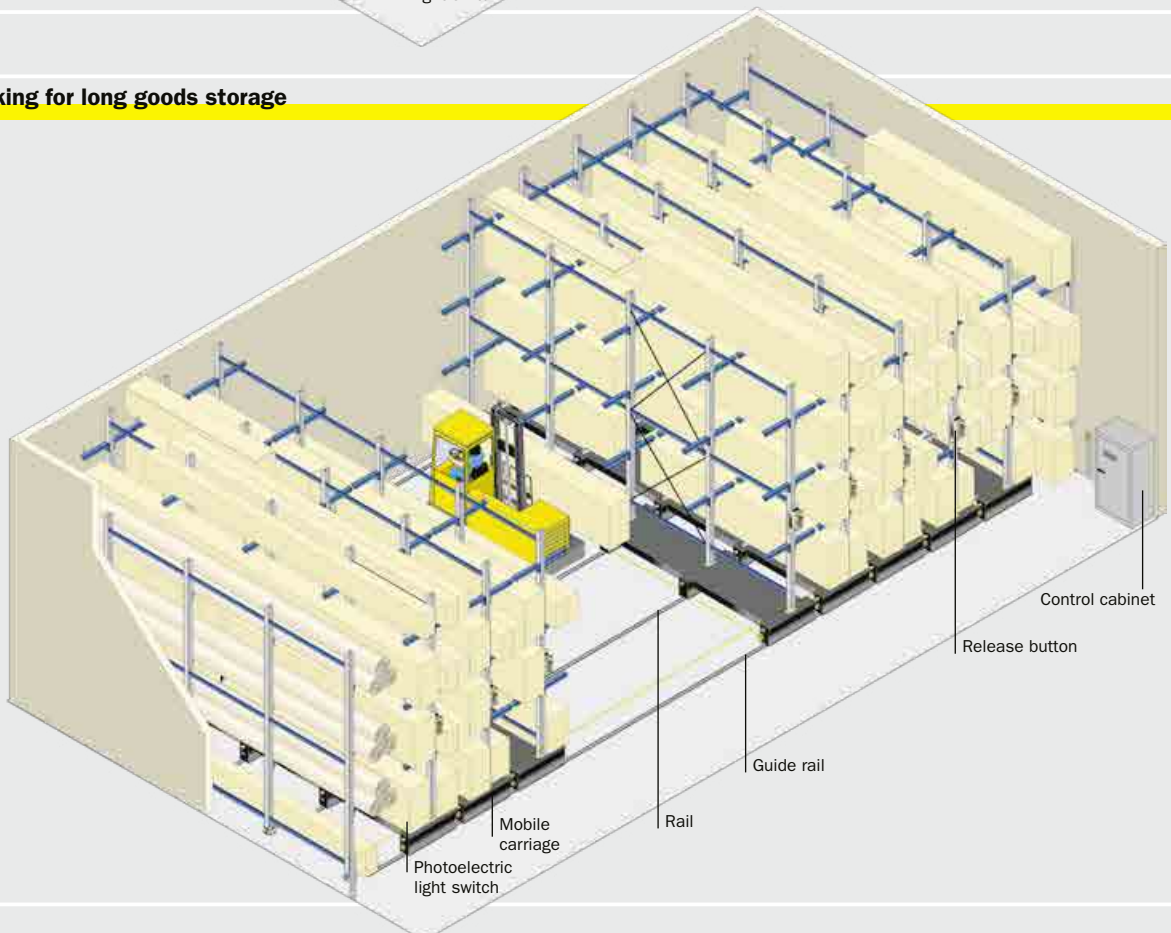 king for long goods storage
Control cabinet
Release button
Guide rail
Rail
Mobile
carriage
Photoelectric
light switch